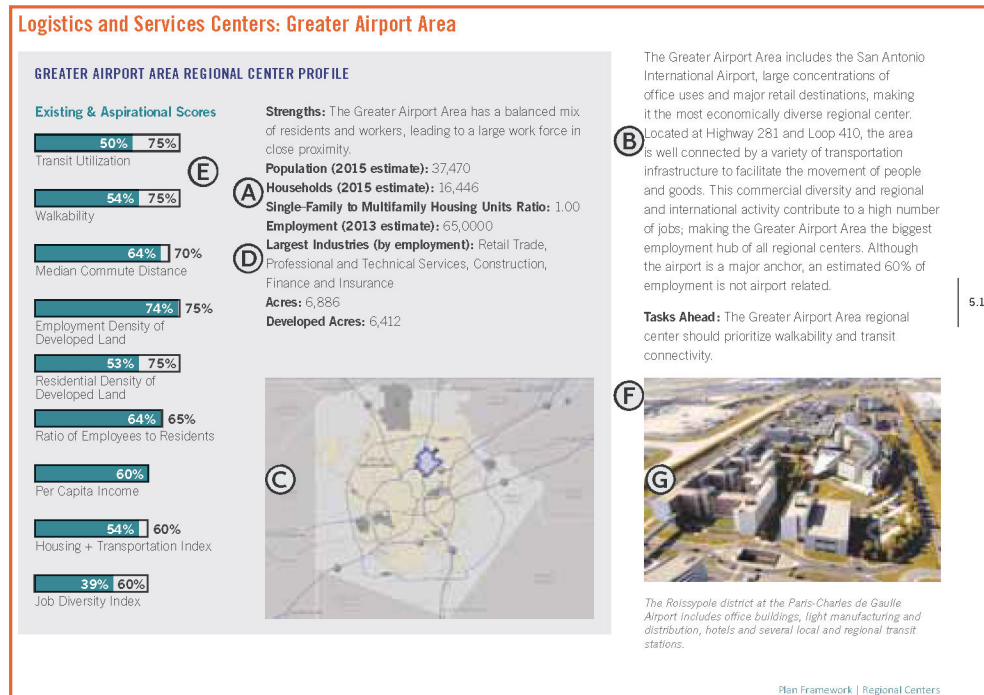 Logistics and Services Centers: Greater Airport Area
GREATER AIRPORT AREA REGIONAL CENTER PROFILE
Existing & Aspirational Scores
50% 75%
Transit Utilization
E
54% 75%
Walkability
64% 70%
Median Commute Distance
74% 75%
Employment Density of
Developed Land
53% 75%
Residential Density of
Developed Land
64% 65%
Ratio of Employees to Residents
60%
Per Capita Income
54% 60%
Housing + Transportation Index
39% 60%
Job Diversity Index
Strengths: The Greater Airport Area has a balanced mix
of residents and workers, leading to a large work force in
close proximity.
Population (2015 estimate): 37,470
A
Households (2015 estimate): 16,446
Single-Family to Multifamily Housing Units Ratio: 1.00
Employment (2013 estimate): 65,0000
D
Largest Industries (by employment): Retail Trade,
Professional and Technical Services, Construction,
Finance and Insurance
Acres: 6,886
Developed Acres: 6,412
C
The Greater Airport Area includes the San Antonio
International Airport, large concentrations of
office uses and major retail destinations, making
it the most economically diverse regional center.
B
Located at Highway 281 and Loop 410, the area
is well connected by a variety of transportation
infrastructure to facilitate the movement of people
and goods. This commercial diversity and regional
and international activity contribute to a high number
of jobs; making the Greater Airport Area the biggest
employment hub of all regional centers. Although
the airport is a major anchor, an estimated 60% of
employment is not airport related.
Tasks Ahead: The Greater Airport Area regional
center should prioritize walkability and transit
connectivity.
F
G
The Roissypole district at the Paris-Charles de Gaulle
Airport includes office buildings, light manufacturing and
distribution, hotels and several local and regional transit
stations.
5.1
Plan Framework | Regional Centers